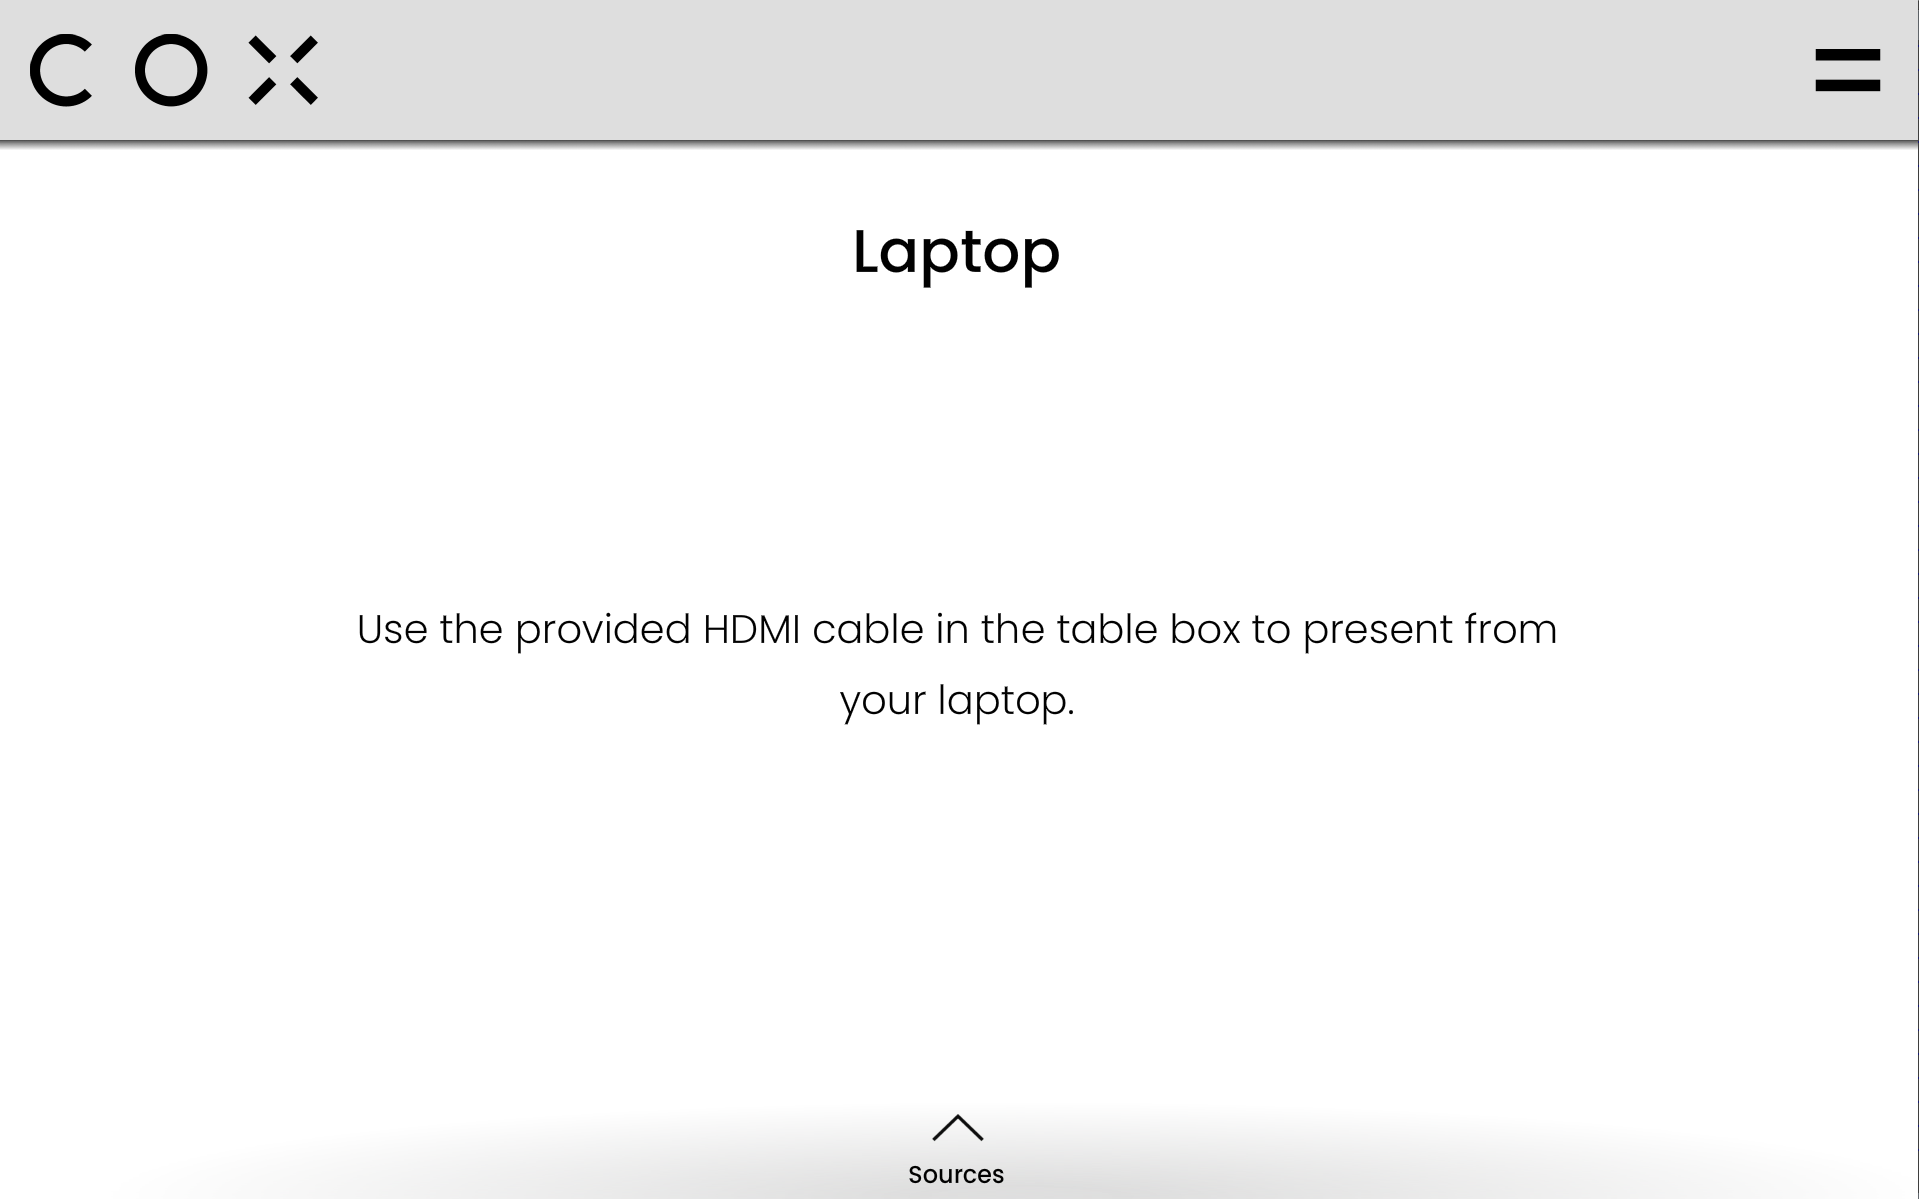 COX
Laptop
Use the provided HDMI cable in the table box to present from
your laptop.
Sources